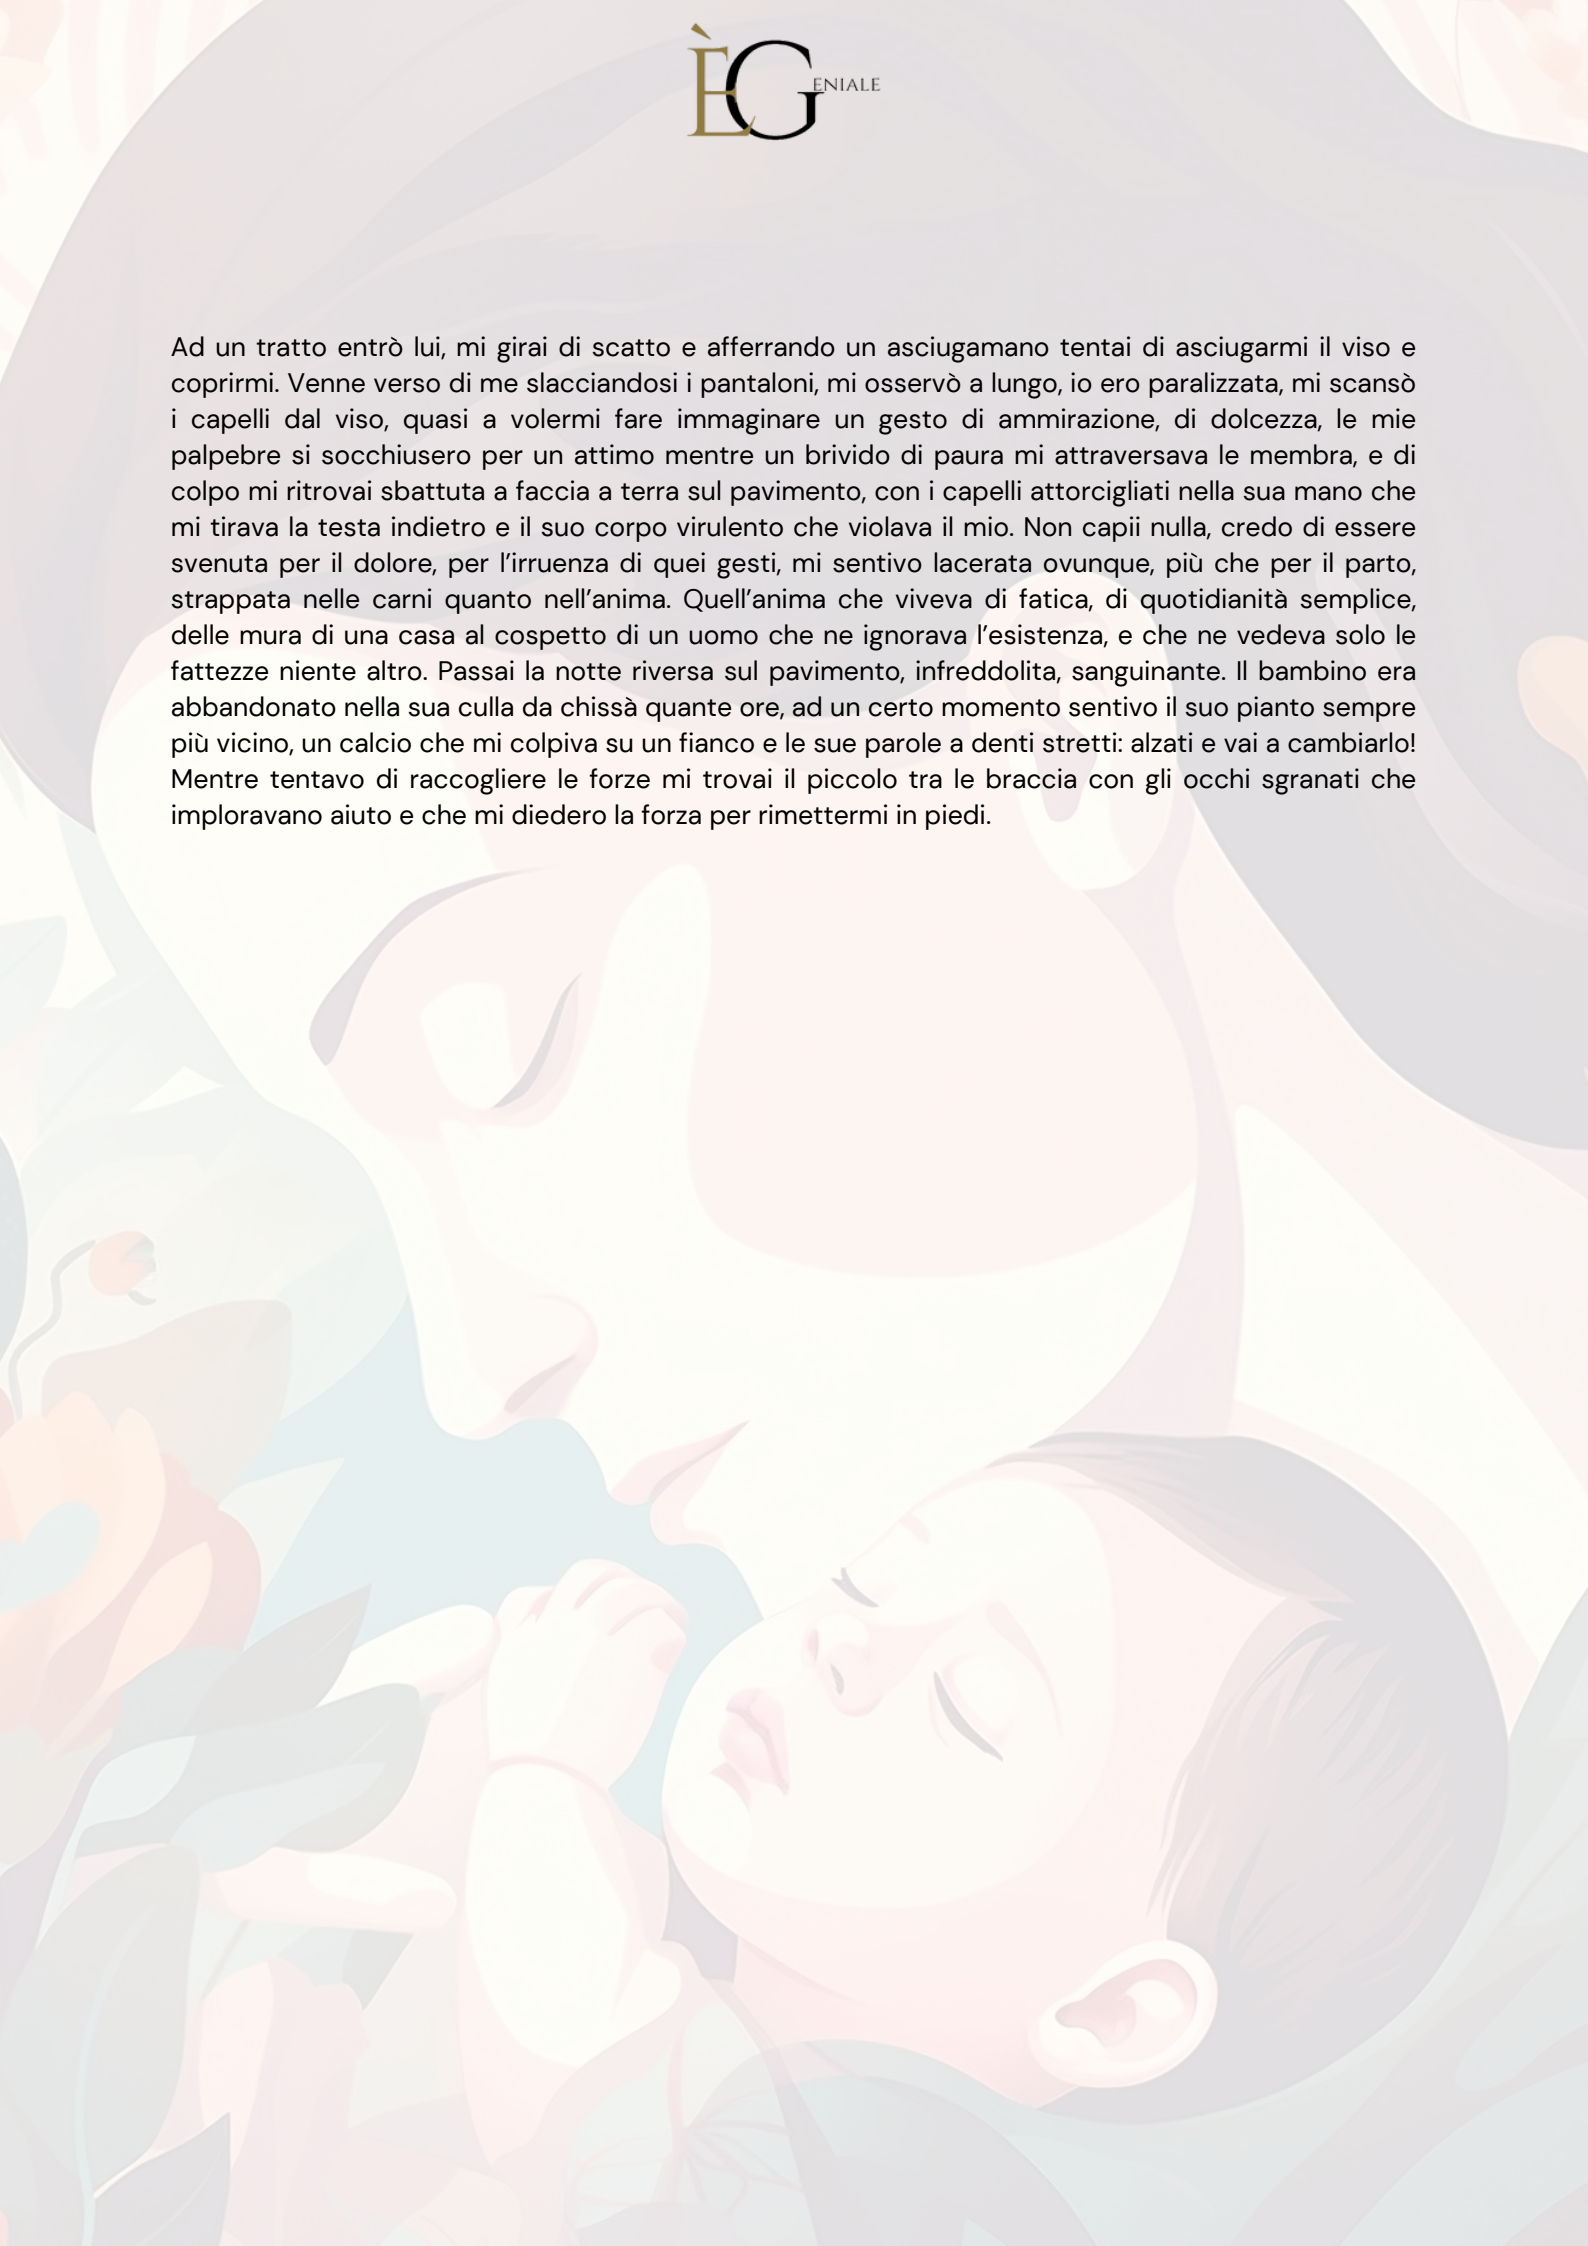 ÈGENIALE
Ad un tratto entrò lui, mi girai di scatto e afferrando un asciugamano tentai di asciugarmi il viso e
coprirmi. Venne verso di me slacciandosi i pantaloni, mi osservò a lungo, io ero paralizzata, mi scansò
i capelli dal viso, quasi a volermi fare immaginare un gesto di ammirazione, di dolcezza, le mie
palpebre si socchiusero per un attimo mentre un brivido di paura mi attraversava le membra, e di
colpo mi ritrovai sbattuta a faccia a terra sul pavimento, con i capelli attorcigliati nella sua mano che
mi tirava la testa indietro e il suo corpo virulento che violava il mio. Non capii nulla, credo di essere
svenuta per il dolore, per l’irruenza di quei gesti, mi sentivo lacerata ovunque, più che per il parto,
strappata nelle carni quanto nell’anima. Quell’anima che viveva di fatica, di quotidianità semplice,
delle mura di una casa al cospetto di un uomo che ne ignorava l’esistenza, e che ne vedeva solo le
fattezze niente altro. Passai la notte riversa sul pavimento, infreddolita, sanguinante. Il bambino era
abbandonato nella sua culla da chissà quante ore, ad un certo momento sentivo il suo pianto sempre
più vicino, un calcio che mi colpiva su un fianco e le sue parole a denti stretti: alzati e vai a cambiarlo!
Mentre tentavo di raccogliere le forze mi trovai il piccolo tra le braccia con gli occhi sgranati che
imploravano aiuto e che mi diedero la forza per rimettermi in piedi.